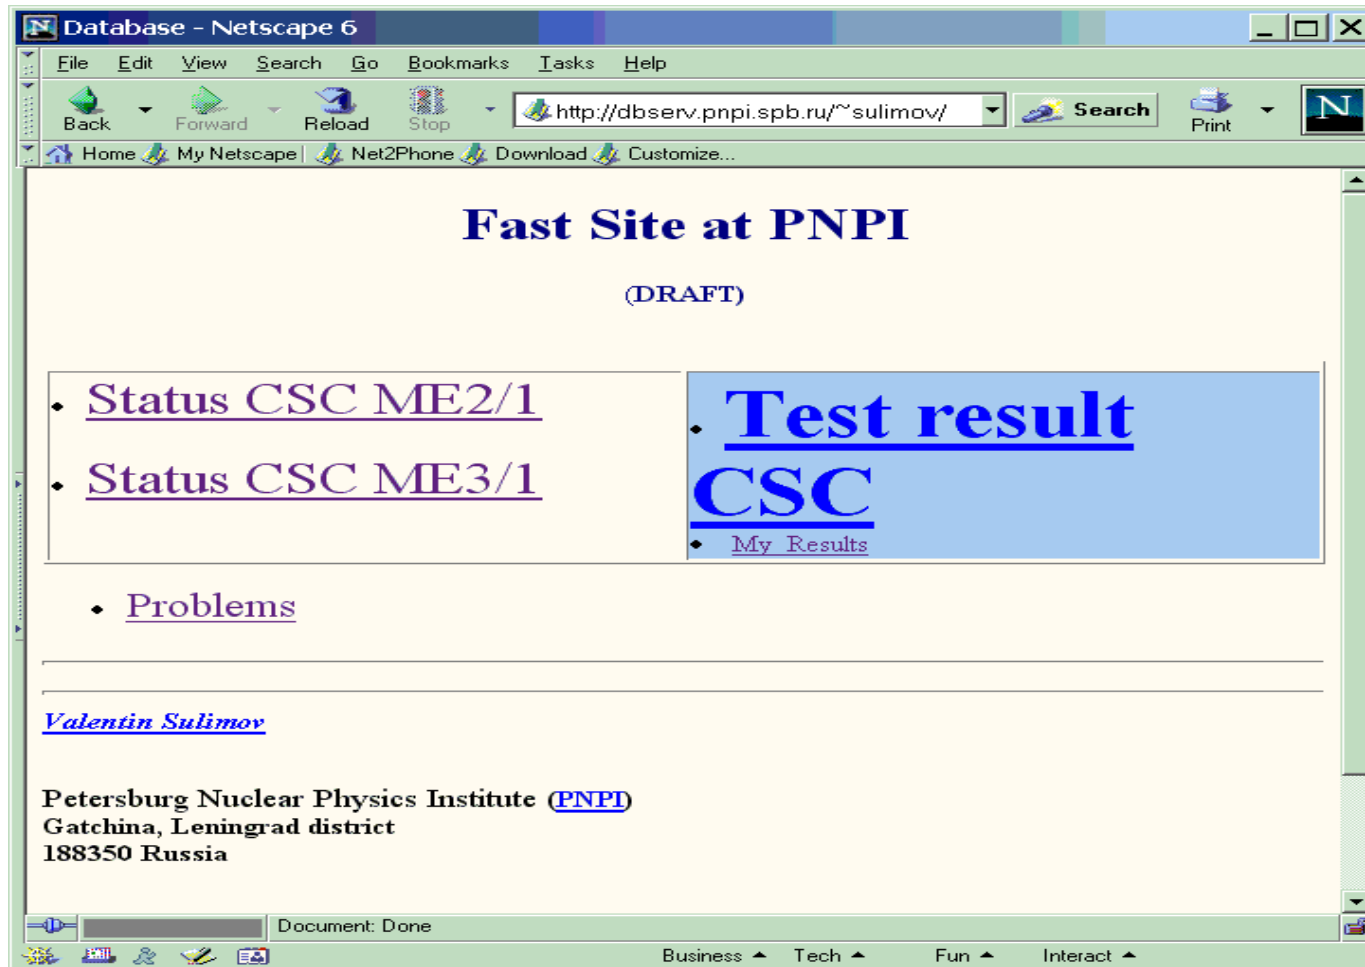 N Database - Netscape 6
File Edit View Search Go Bookmarks Tasks Help
Back Forward Reload Stop http://dbserv.pnpi.spb.ru/~sulimov/ Search Print N
Home My Netscape Net2Phone Download Customize...
Fast Site at PNPI
(DRAFT)
Status CSC ME2/1
Status CSC ME3/1
Test result
CSC
My Results
Problems
Valentin Sulimov
Petersburg Nuclear Physics Institute (PNPI)
Gatchina, Leningrad district
188350 Russia
Document: Done
Business Tech Fun Interact